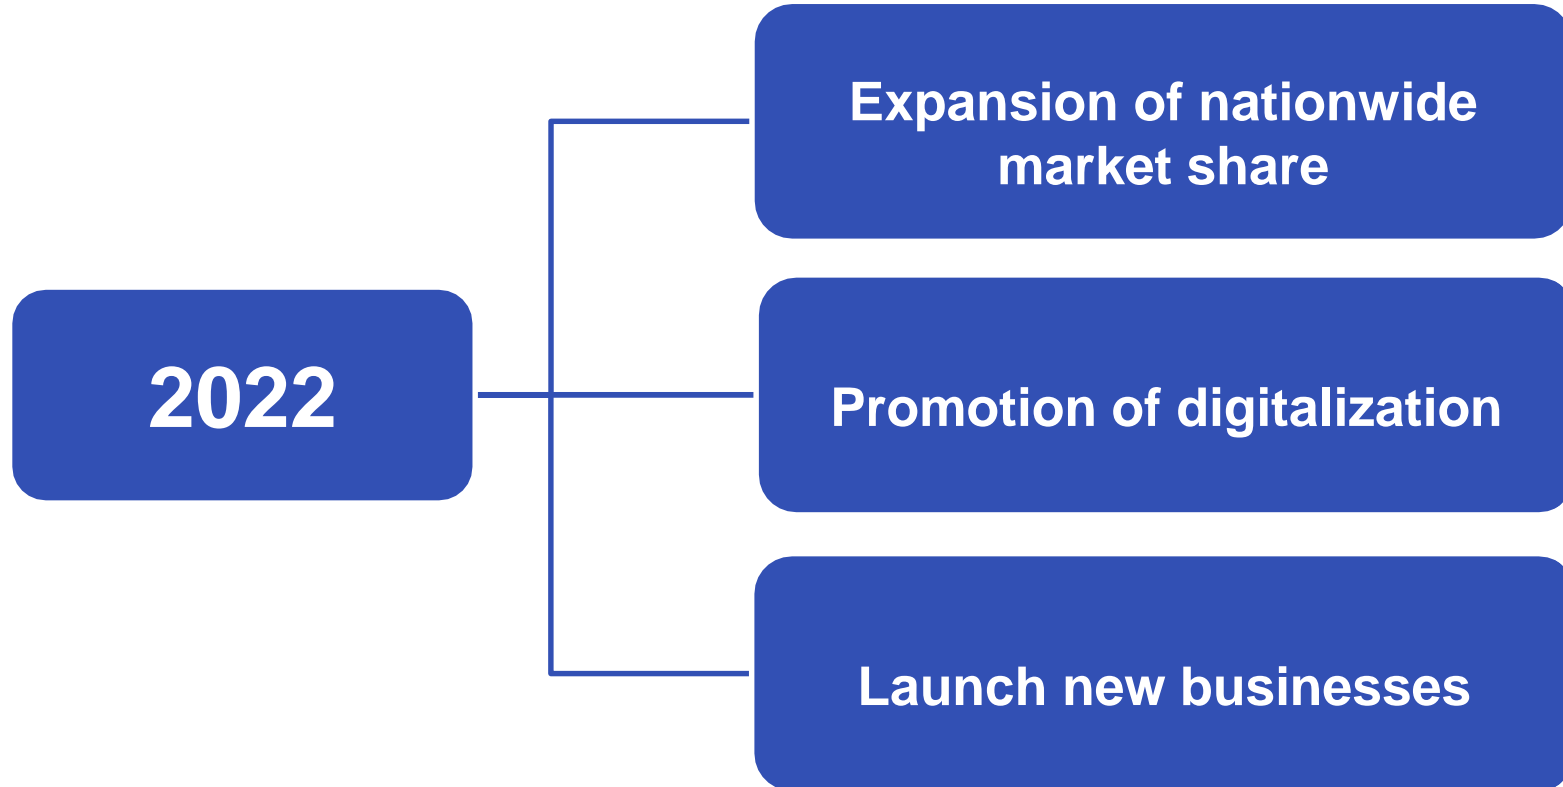 Expansion of nationwide
market share
2022
Promotion of digitalization
Launch new businesses